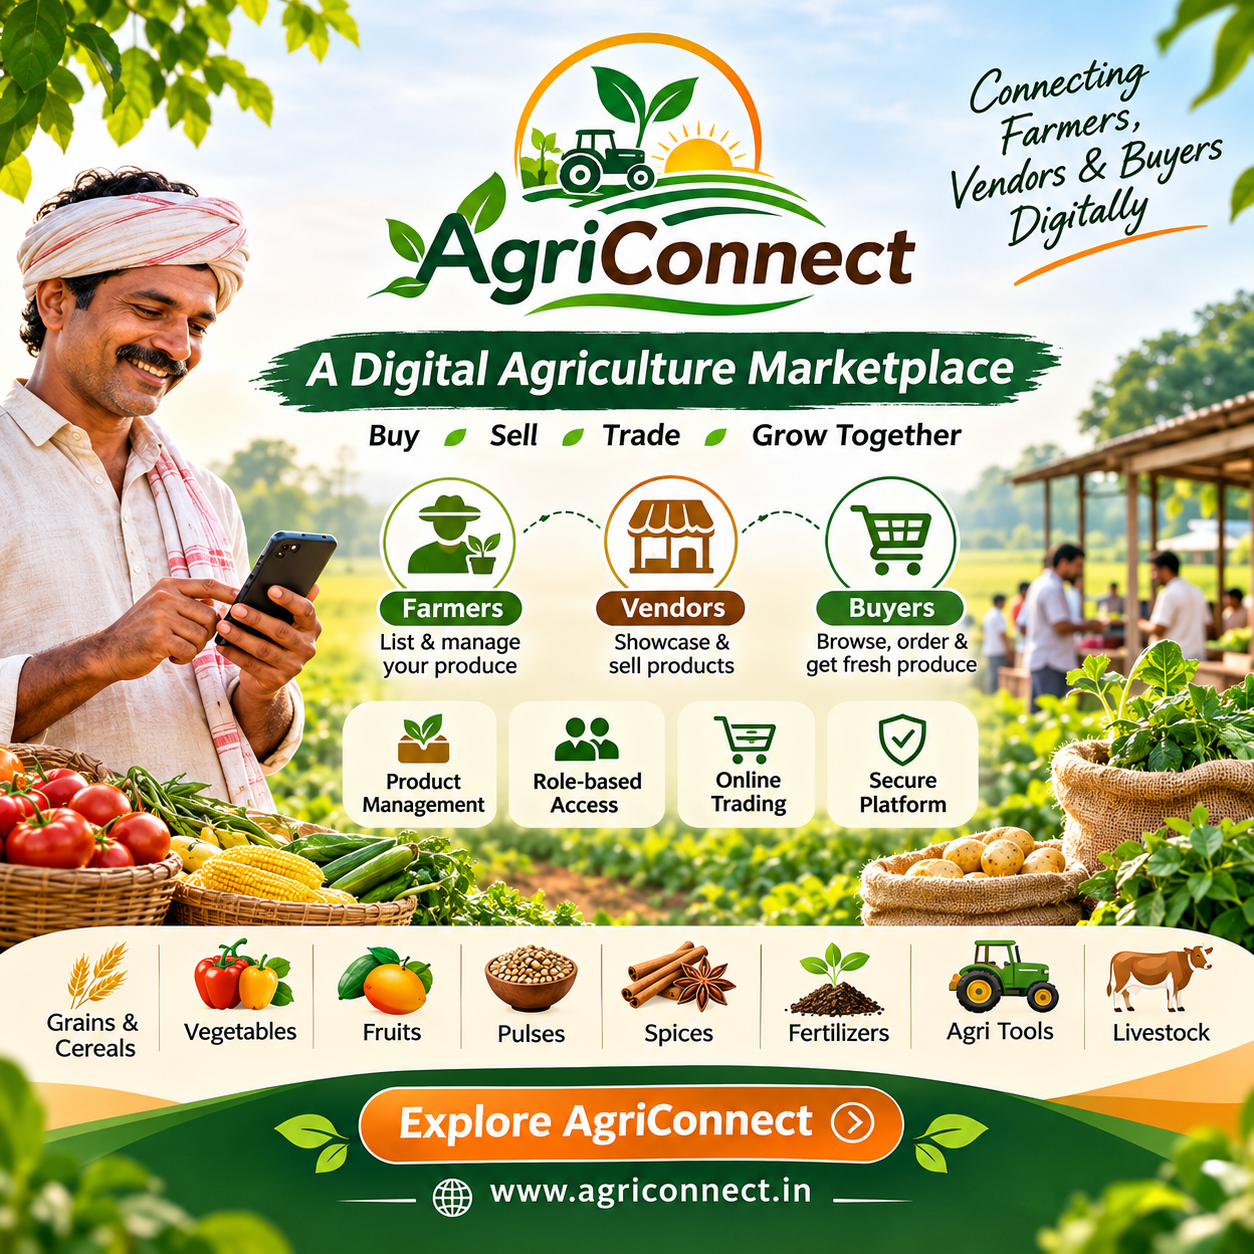 Connecting
Farmers,
Vendors & Buyers
Digitally
AgriConnect
A Digital Agriculture Marketplace
Buy Sell Trade Grow Together
Farmers
List & manage
your produce
Vendors
Showcase &
sell products
Buyers
Browse, order &
get fresh produce
Product
Management
Role-based
Access
Online
Trading
Secure
Platform
Grains &
Cereals
Vegetables
Fruits
Pulses
Spices
Fertilizers
Agri Tools
Livestock
Explore AgriConnect
www.agriconnect.in